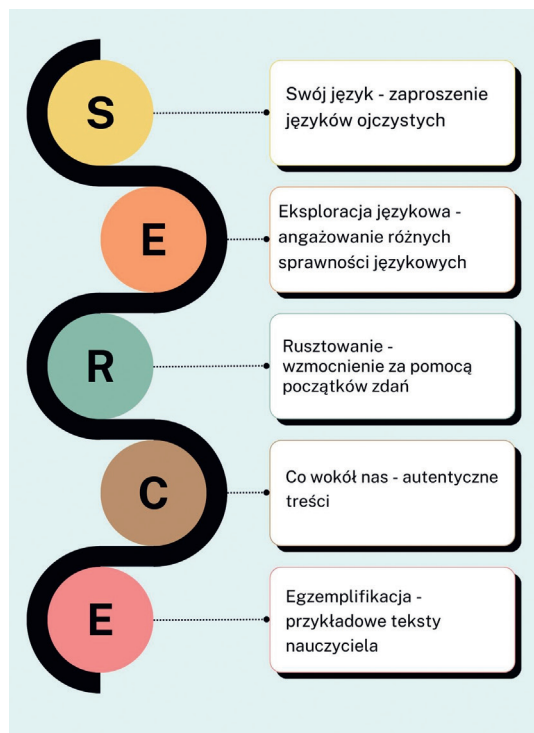 S
Swój język - zaproszenie
języków ojczystych
E
Eksploracja językowa -
angażowanie różnych
sprawności językowych
R
Rusztowanie -
wzmocnienie za pomocą
początków zdań
C
Co wokół nas - autentyczne
treści
E
Egzemplifikacja -
przykładowe teksty
nauczyciela